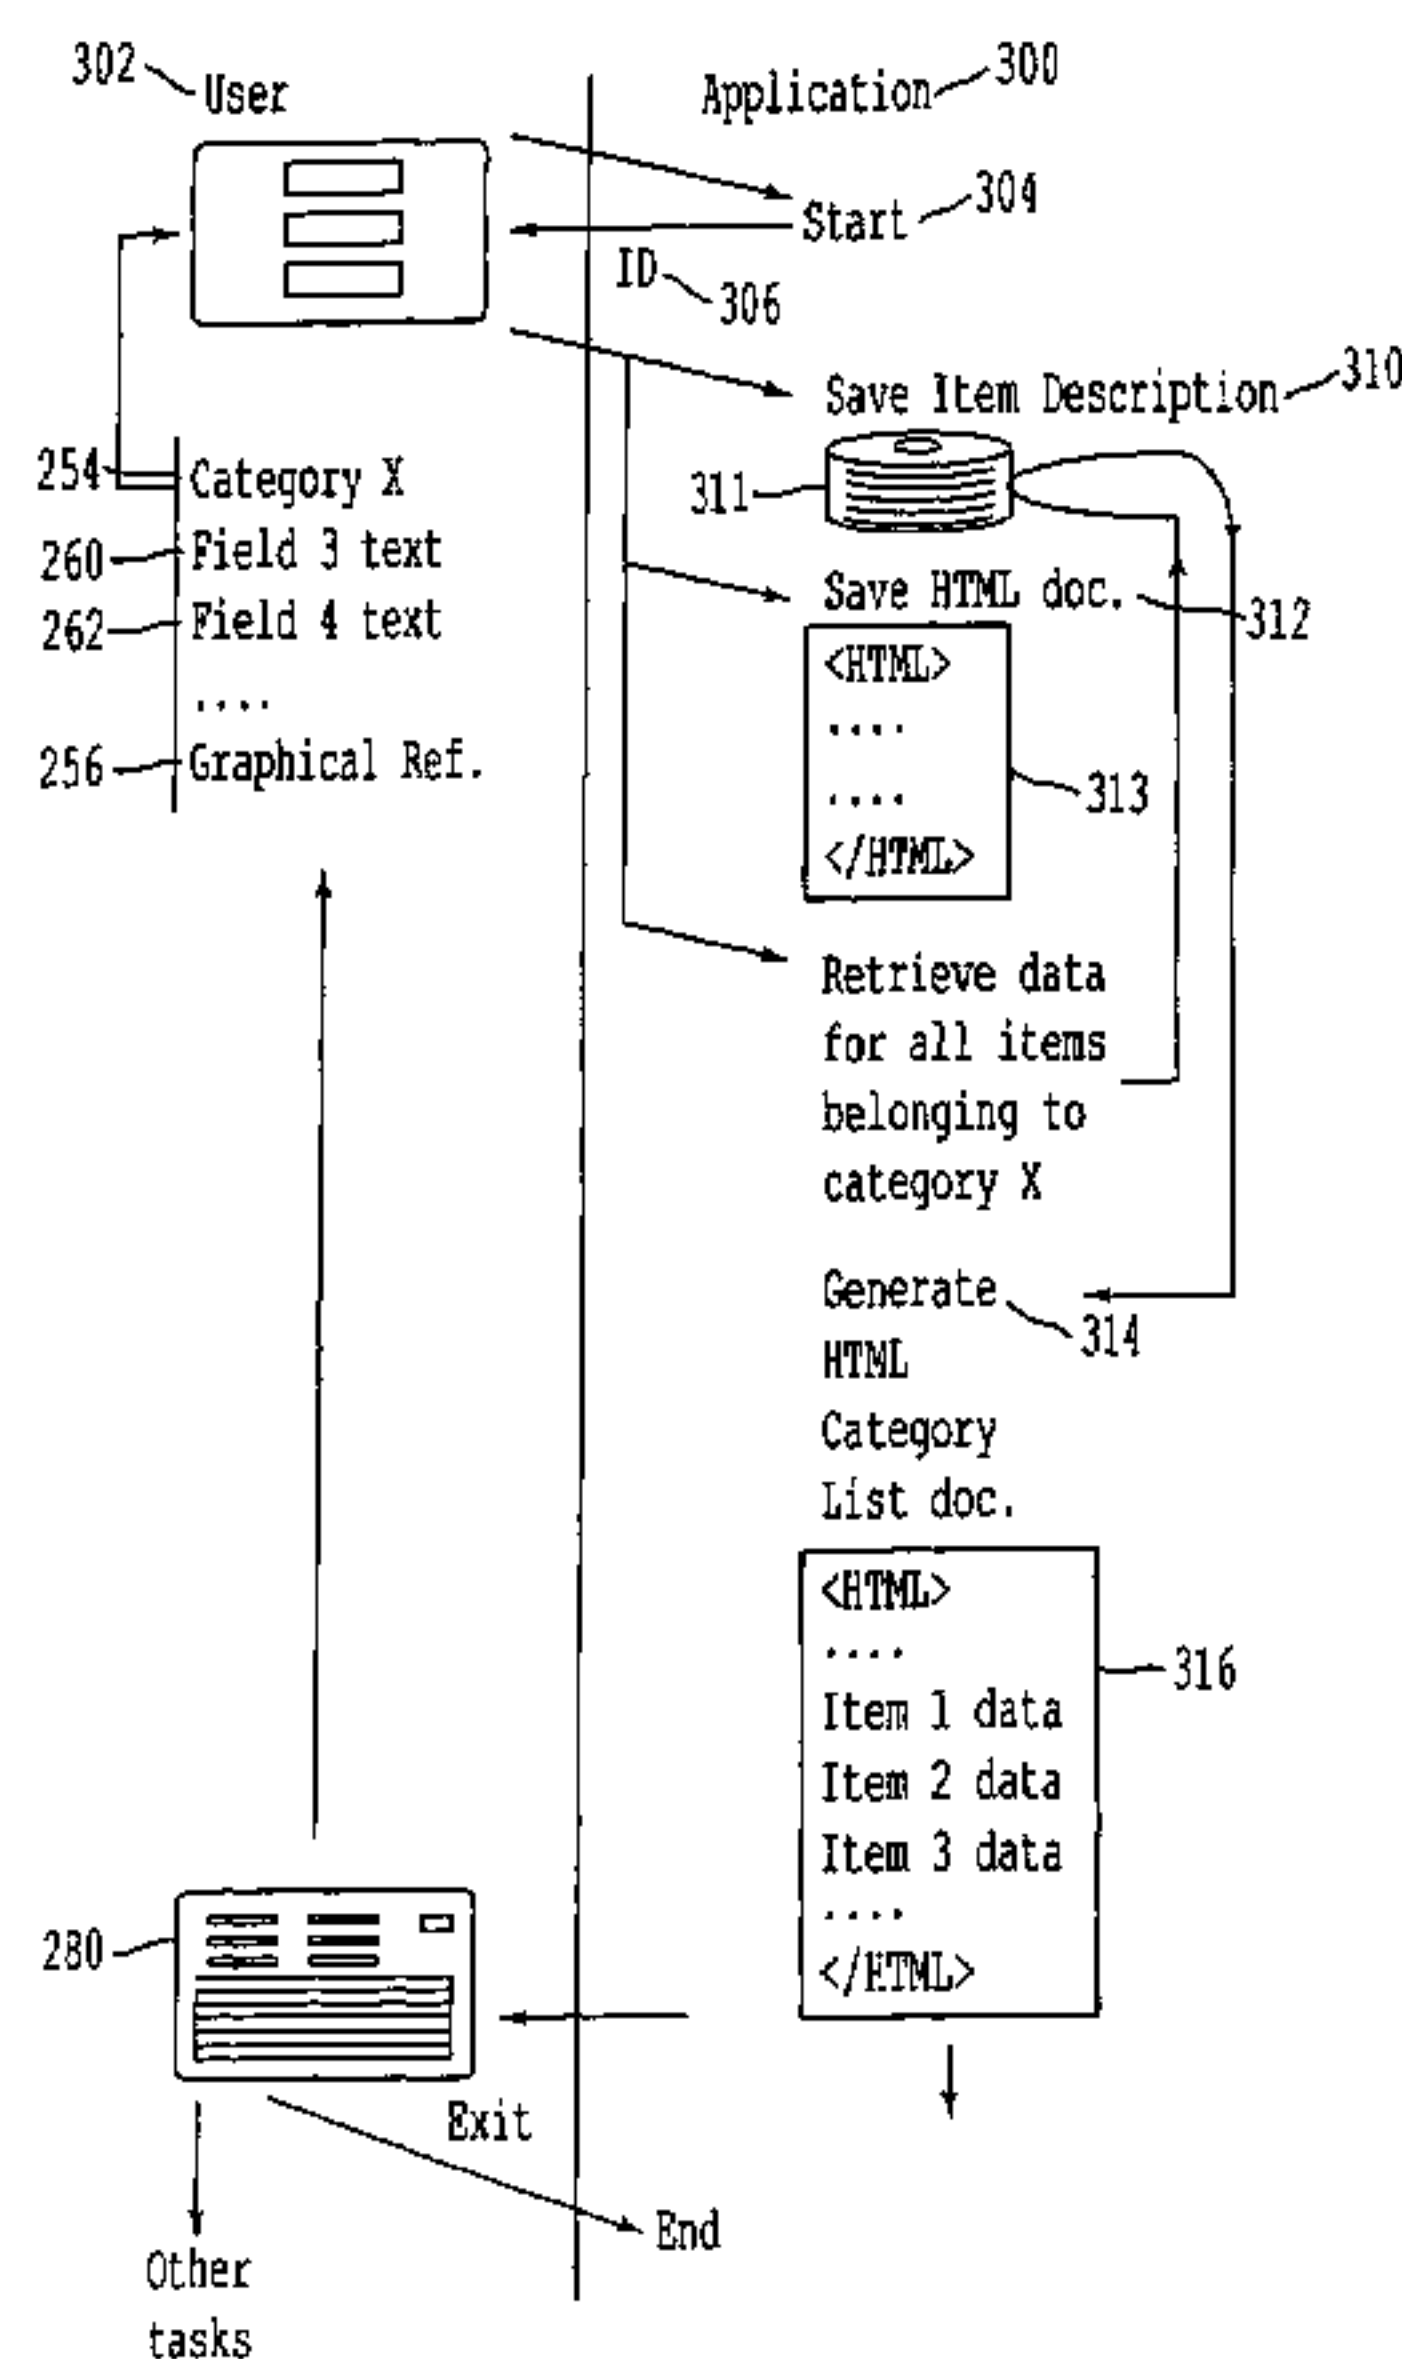 302 User
Application 300
Start 304
ID 306
Save Item Description 310
311
254 Category X
260 Field 3 text
262 Field 4 text
....
256 Graphical Ref.
Save HTML doc. 312
<HTML>
....
....
</HTML>
313
Retrieve data
for all items
belonging to
category X
Generate 314
HTML
Category
List doc.
<HTML>
....
Item 1 data
Item 2 data
Item 3 data
....
</HTML>
316
280
Exit
End
Other
tasks